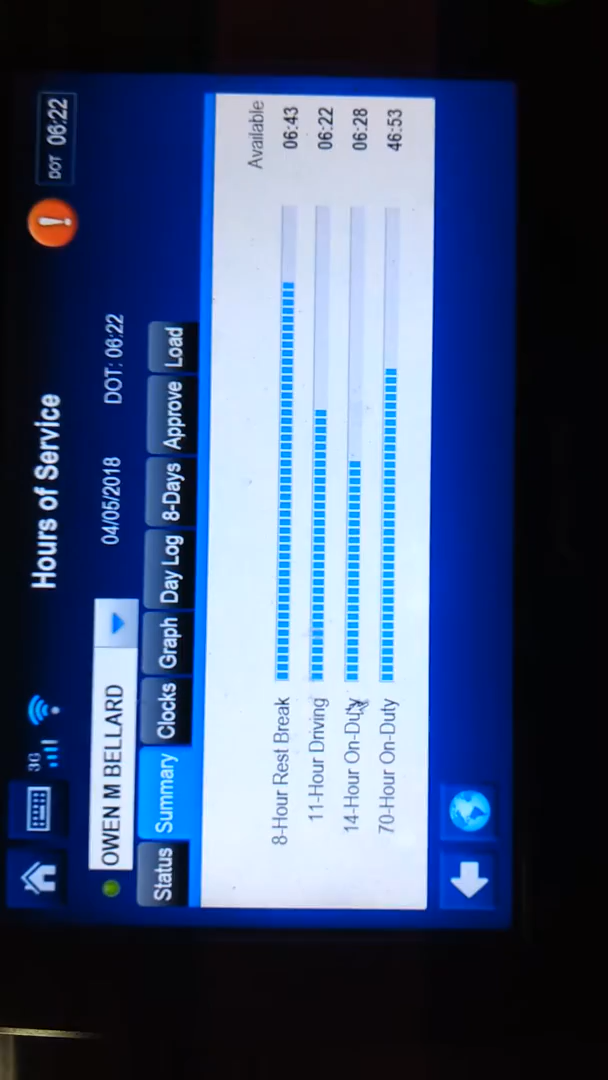 3G
Hours of Service
DOT 06:22
OWEN M BELLARD
04/05/2018
DOT: 06:22
Status Summary Clocks Graph Day Log 8-Days Approve Load
Available
8-Hour Rest Break 06:43
11-Hour Driving 06:22
14-Hour On-Duty 06:28
70-Hour On-Duty 46:53